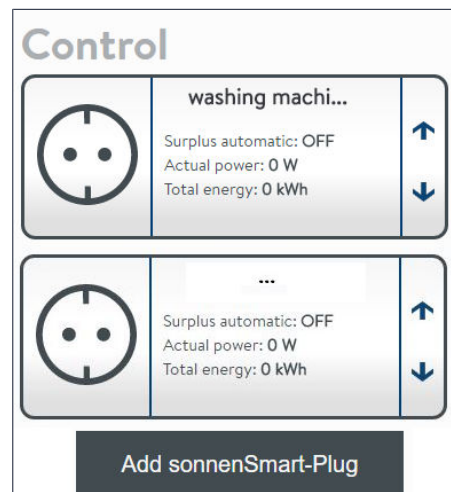 Control
washing machi...
Surplus automatic: OFF
Actual power: 0 W
Total energy: 0 kWh
...
Surplus automatic: OFF
Actual power: 0 W
Total energy: 0 kWh
Add sonnenSmart-Plug